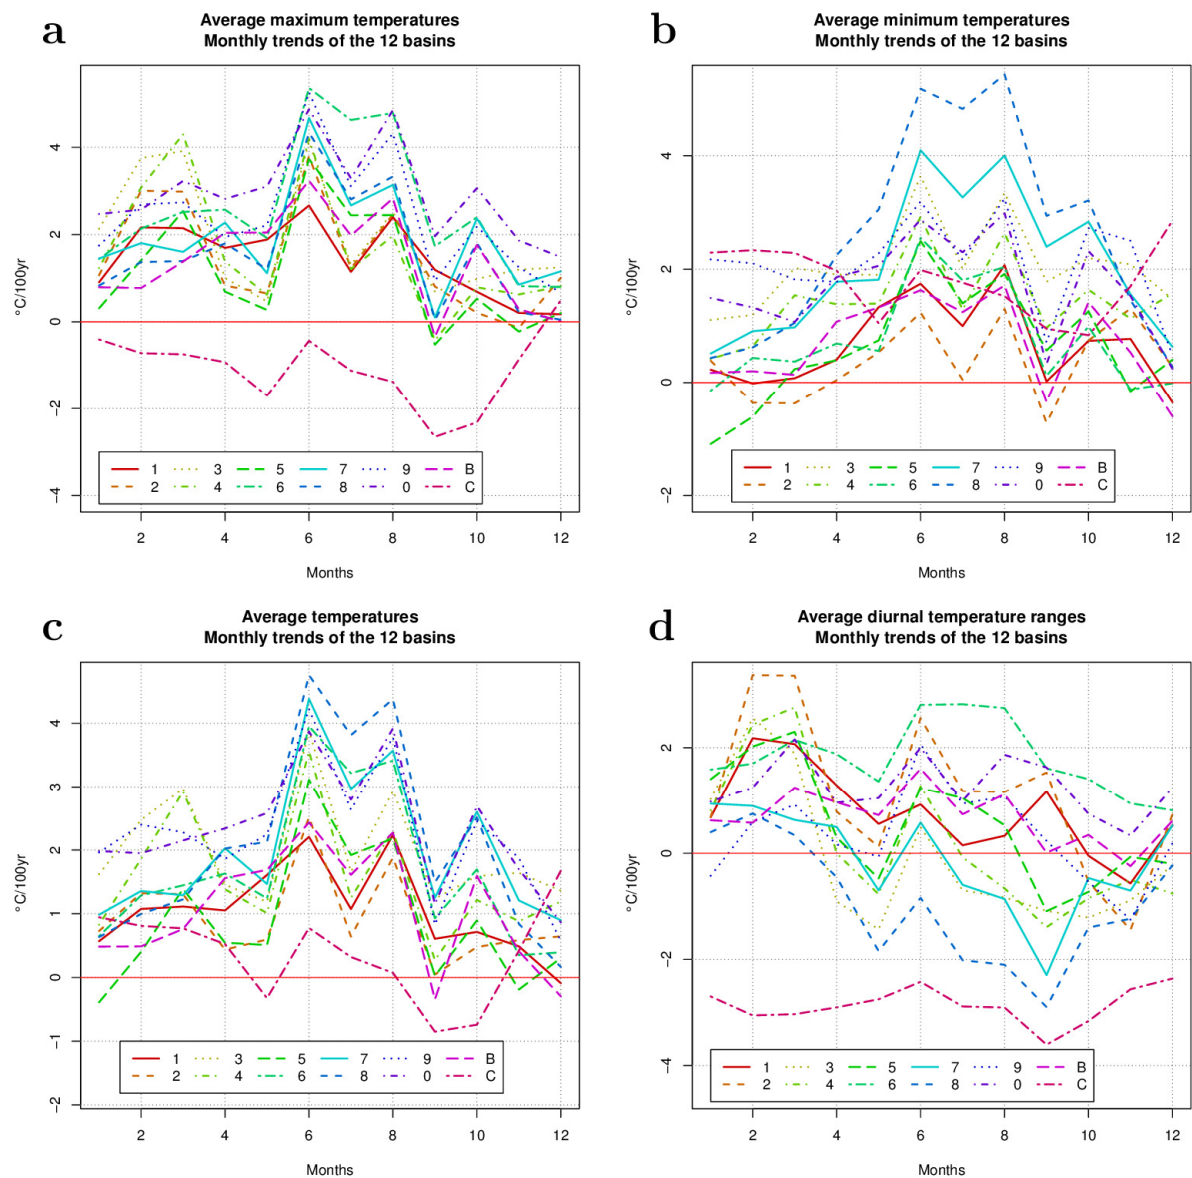 a
Average maximum temperatures
Monthly trends of the 12 basins
°C/100yr
4
2
0
−2
−4
1 3 5 7 9 B
2 4 6 8 0 C
2 4 6 8 10 12
Months
b
Average minimum temperatures
Monthly trends of the 12 basins
°C/100yr
4
2
0
−2
1 3 5 7 9 B
2 4 6 8 0 C
2 4 6 8 10 12
Months
c
Average temperatures
Monthly trends of the 12 basins
°C/100yr
4
3
2
1
0
−1
−2
1 3 5 7 9 B
2 4 6 8 0 C
2 4 6 8 10 12
Months
d
Average diurnal temperature ranges
Monthly trends of the 12 basins
°C/100yr
2
0
−2
−4
1 3 5 7 9 B
2 4 6 8 0 C
2 4 6 8 10 12
Months